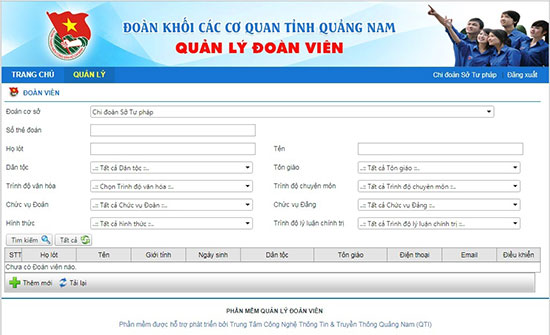 ĐOÀN KHỐI CÁC CƠ QUAN TỈNH QUẢNG NAM
QUẢN LÝ ĐOÀN VIÊN
TRANG CHỦ QUẢN LÝ Chi đoàn Sở Tư pháp Đăng xuất
ĐOÀN VIÊN
Đoàn cơ sở Chi đoàn Sở Tư pháp
Số thẻ đoàn
Họ lót Tên
Dân tộc ..:: Tất cả Dân tộc ::.. Tôn giáo ..:: Tất cả Tôn giáo ::..
Trình độ văn hóa ..:: Chọn Trình độ văn hóa ::.. Trình độ chuyên môn ..:: Tất cả Trình độ chuyên môn ::..
Chức vụ Đoàn ..:: Tất cả Chức vụ Đoàn ::.. Chức vụ Đảng ..:: Tất cả Chức vụ Đảng ::..
Hình thức ..:: Tất cả hình thức ::.. Trình độ lý luận chính trị ..:: Tất cả Trình độ lý luận chính trị ::..
Tìm kiếm Tất cả
STT Họ lót Tên Giới tính Ngày sinh Dân tộc Tôn giáo Điện thoại Email Điều khiển
Chưa có Đoàn viên nào.
Thêm mới Tải lại
PHẦN MỀM QUẢN LÝ ĐOÀN VIÊN
Phần mềm được hỗ trợ phát triển bởi Trung Tâm Công Nghệ Thông Tin & Truyền Thông Quảng Nam (QTI)